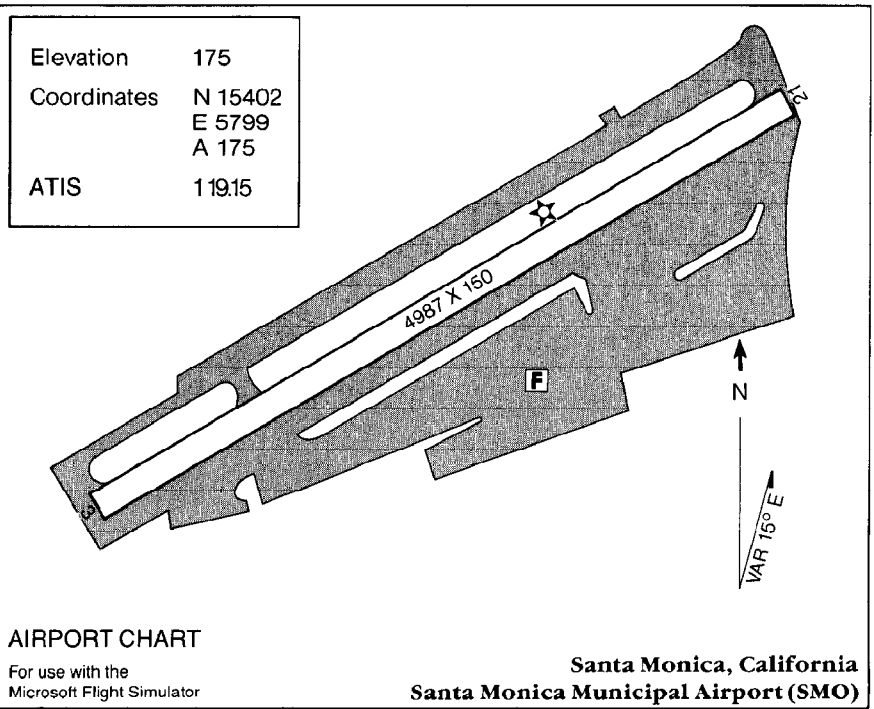 Elevation 175
Coordinates N 15402
E 5799
A 175
ATIS 119.15
21
4987 X 150
F
N
3
VAR 15° E
AIRPORT CHART
For use with the
Microsoft Flight Simulator
Santa Monica, California
Santa Monica Municipal Airport (SMO)